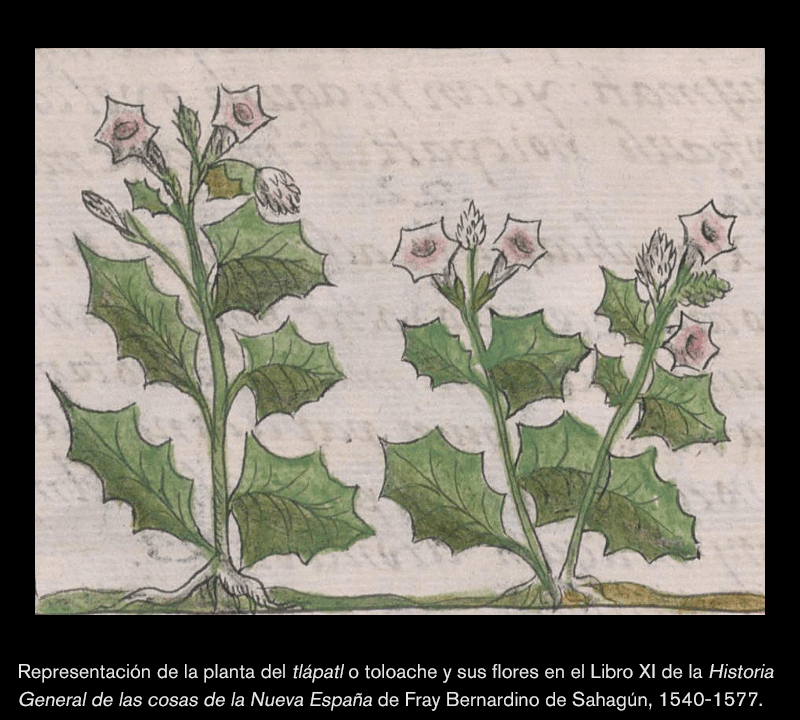 Representación de la planta del tlápatl o toloache y sus flores en el Libro XI de la Historia
General de las cosas de la Nueva España de Fray Bernardino de Sahagún, 1540-1577.